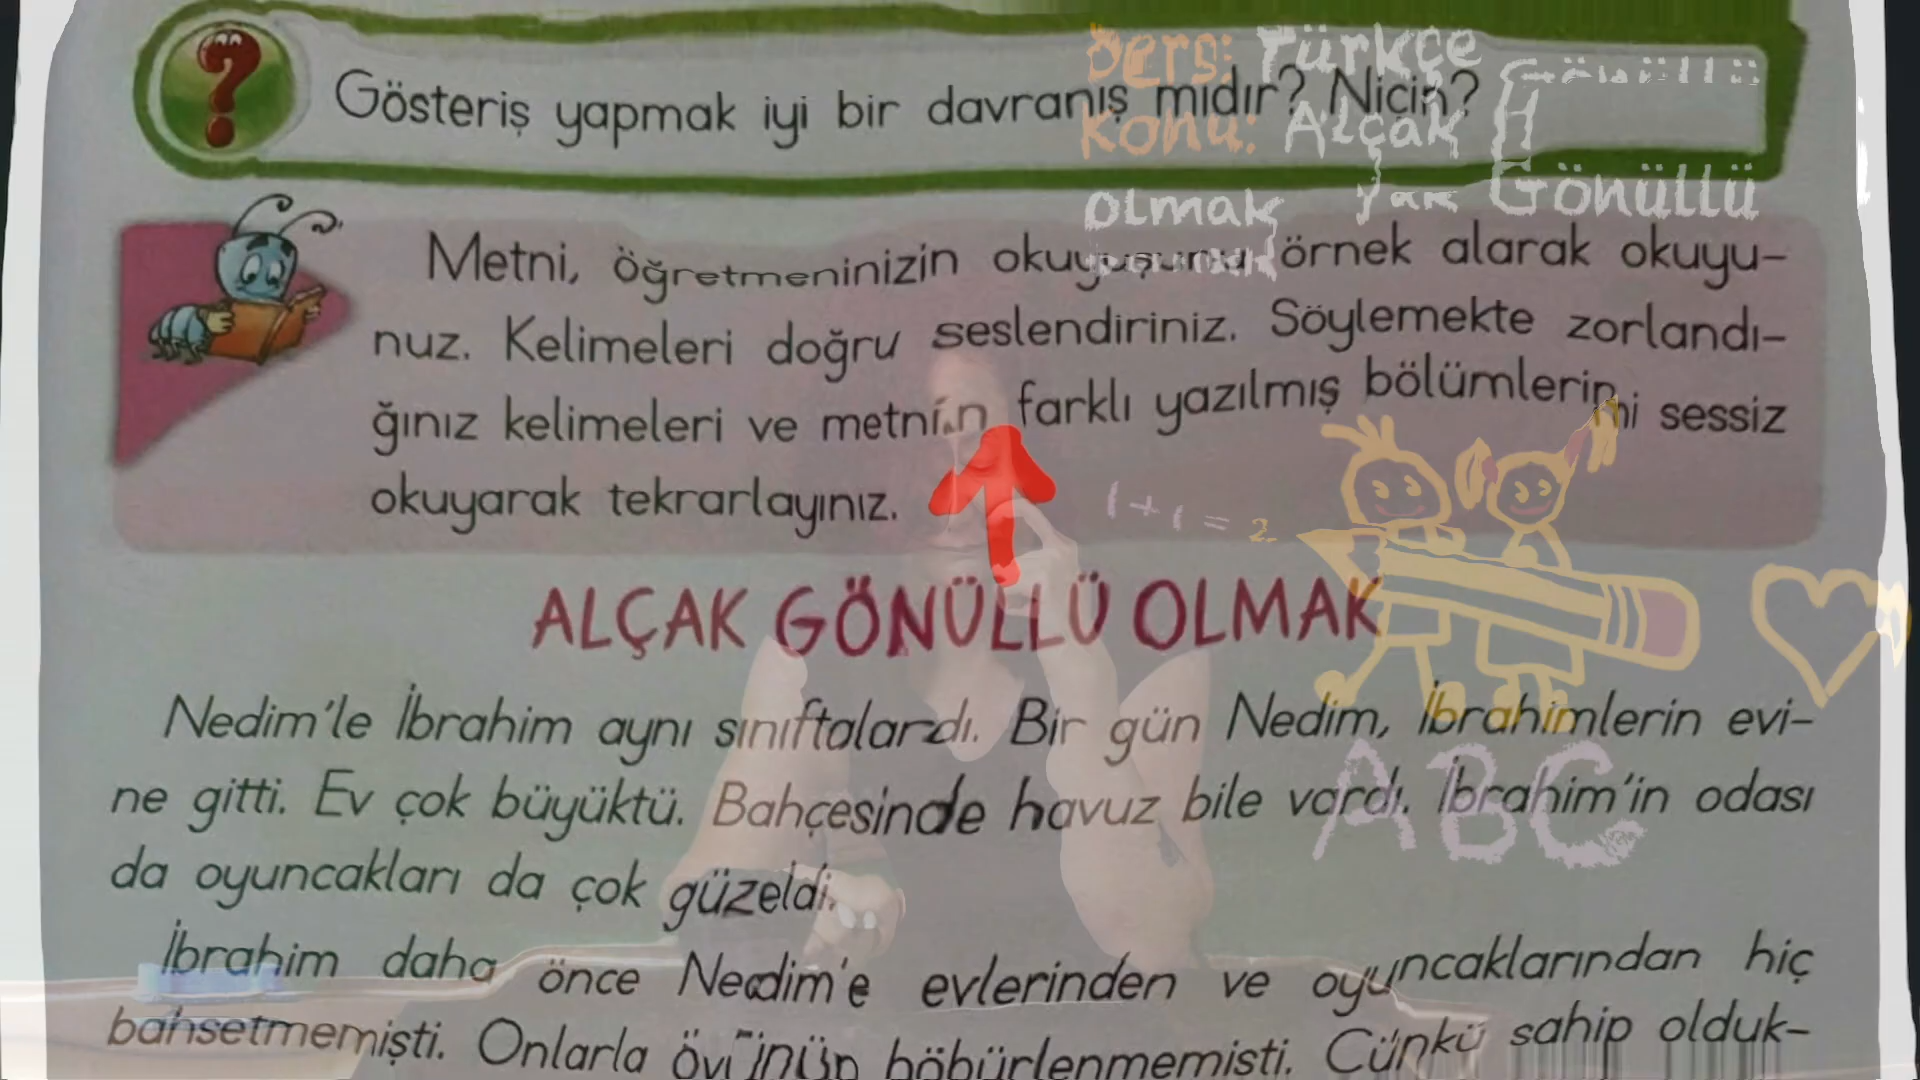 Gösteriş yapmak iyi bir davranış mıdır? Niçin?
Ders: Türkçe
Konu: Alçak
Gönüllü
olmak
Metni, öğretmeninizin okuyuşunu örnek alarak okuyu-
nuz. Kelimeleri doğru seslendiriniz. Söylemekte zorlandı-
ğınız kelimeleri ve metnin farklı yazılmış bölümlerini sessiz
okuyarak tekrarlayınız.
1+1=2
ALÇAK GÖNÜLLÜ OLMAK
Nedim'le İbrahim aynı sınıftalardı. Bir gün Nedim, İbrahimlerin evi-
ne gitti. Ev çok büyüktü. Bahçesinde havuz bile vardı. İbrahim'in odası
da oyuncakları da çok güzeldi.
ABC
İbrahim daha önce Nedim'e evlerinden ve oyuncaklarından hiç
bahsetmemişti. Onlarla övünüp böbürlenmemişti. Çünkü sahip olduk-